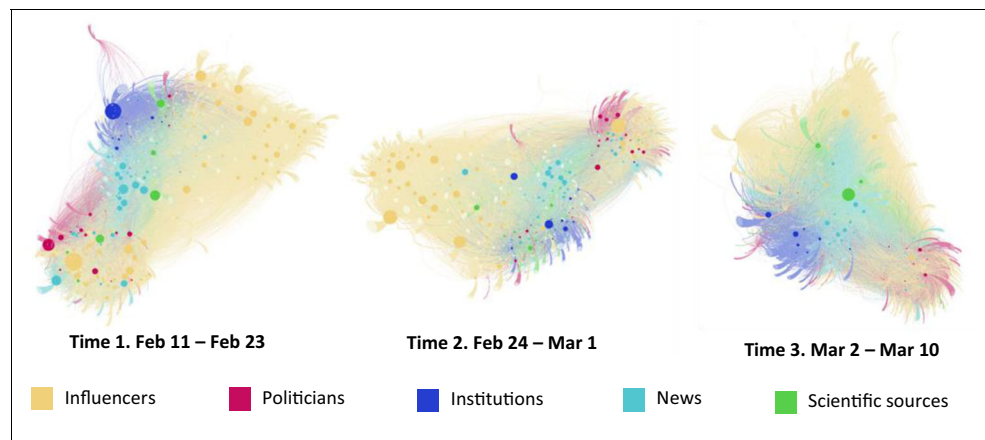 Time 1. Feb 11 – Feb 23
Time 2. Feb 24 – Mar 1
Time 3. Mar 2 – Mar 10
Influencers
Politicians
Institutions
News
Scientific sources